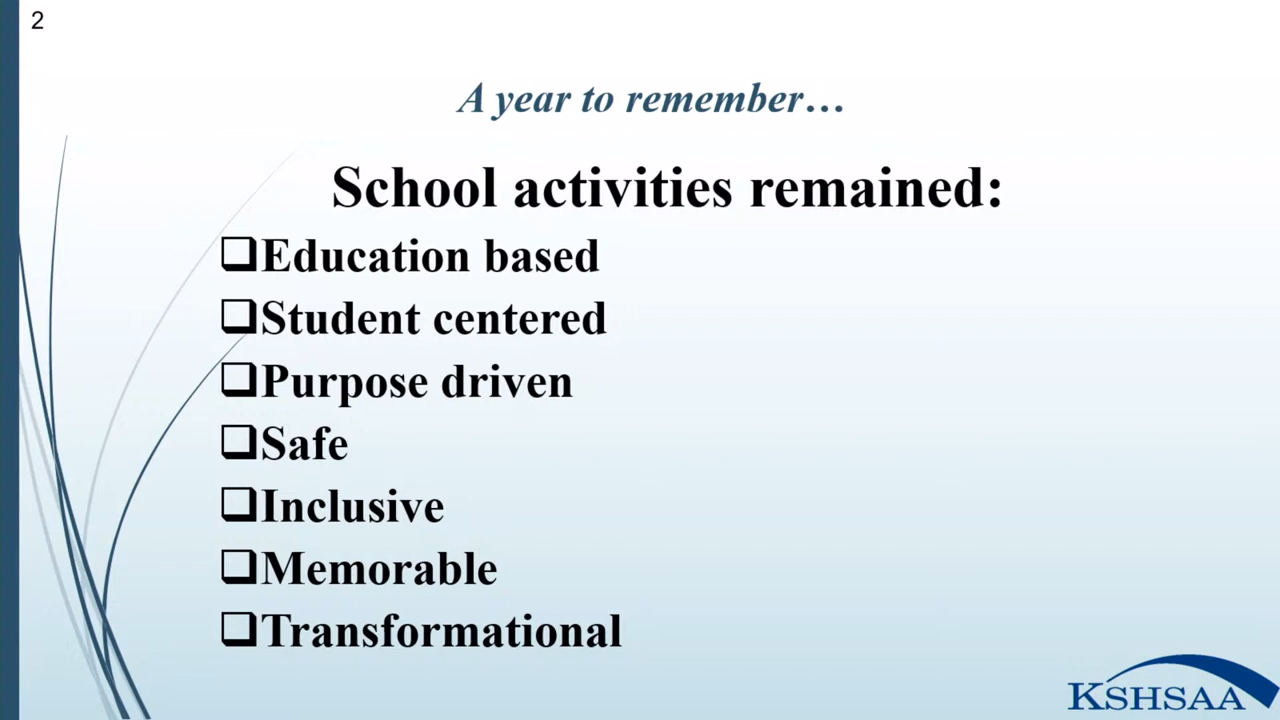 2
A year to remember…
School activities remained:
❑Education based
❑Student centered
❑Purpose driven
❑Safe
❑Inclusive
❑Memorable
❑Transformational
KSHSAA